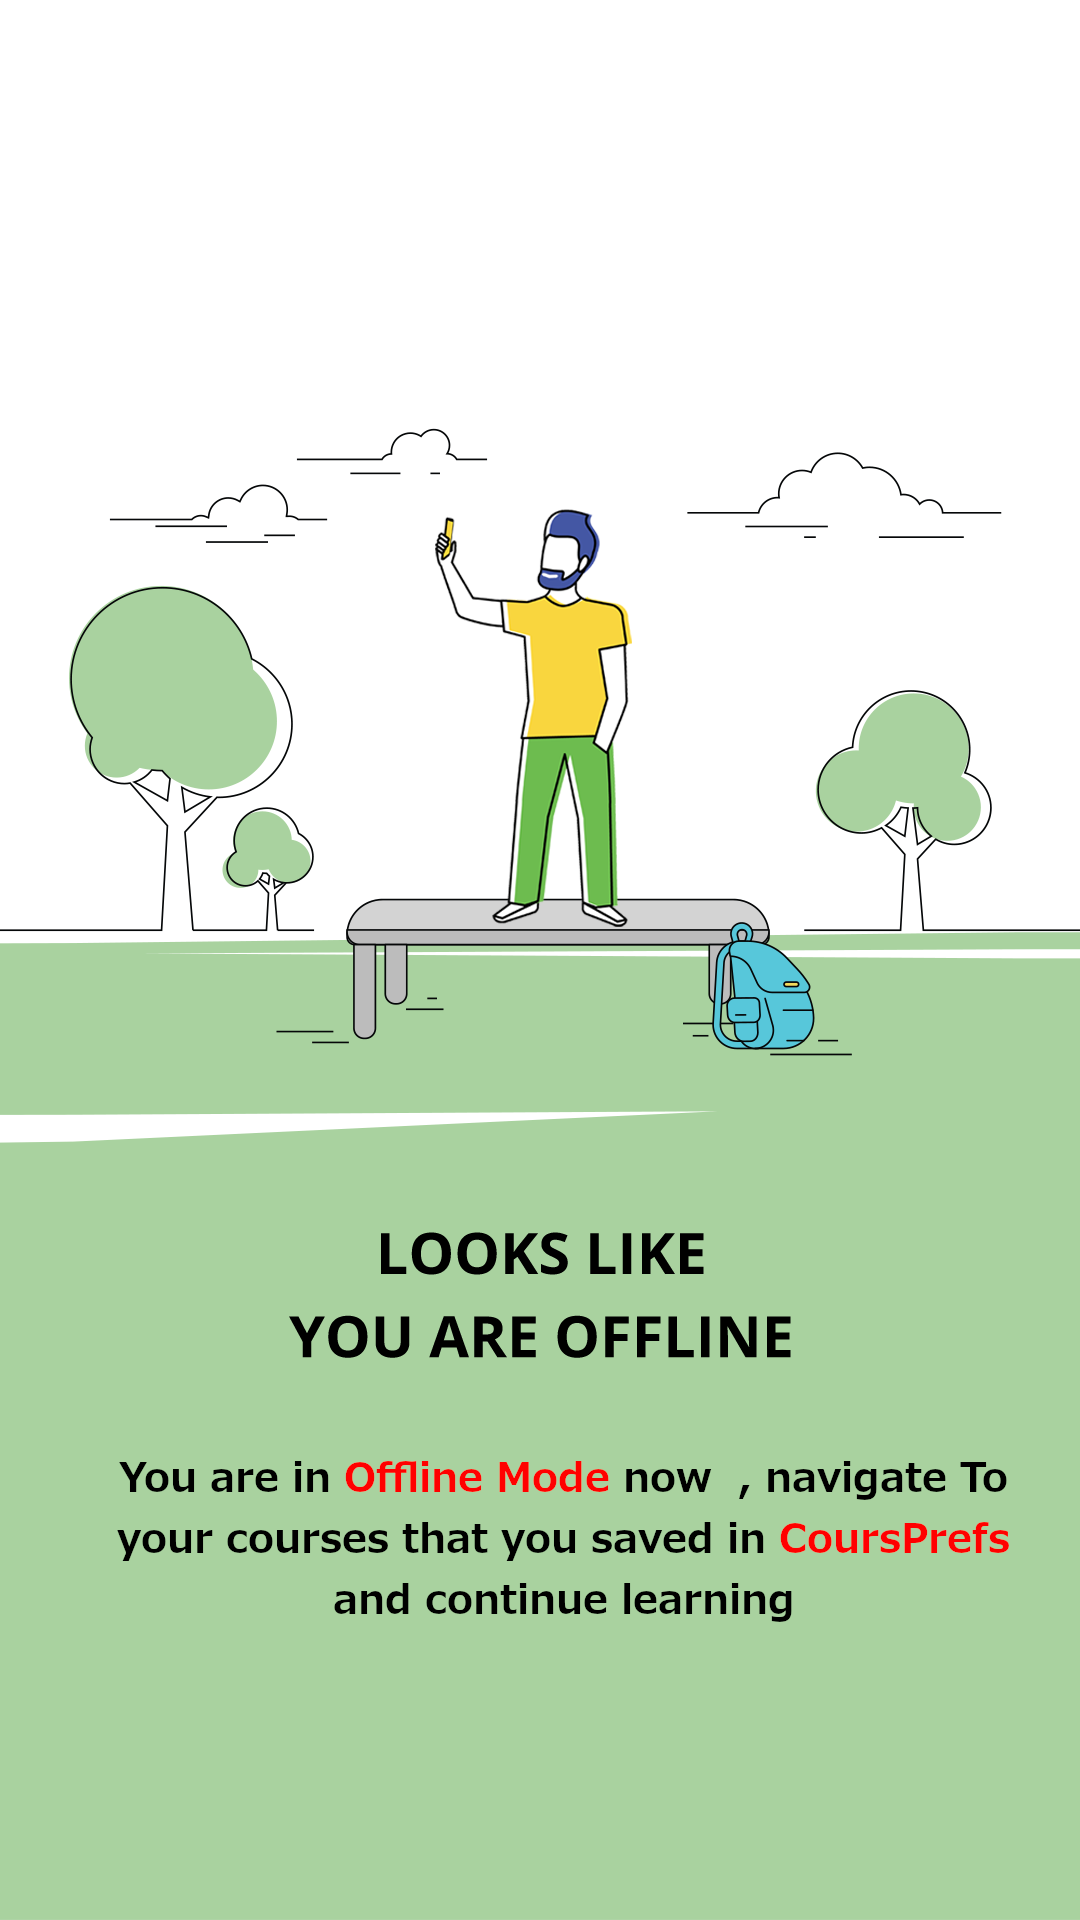 LOOKS LIKE
YOU ARE OFFLINE
You are in Offline Mode now , navigate To
your courses that you saved in CoursPrefs
and continue learning